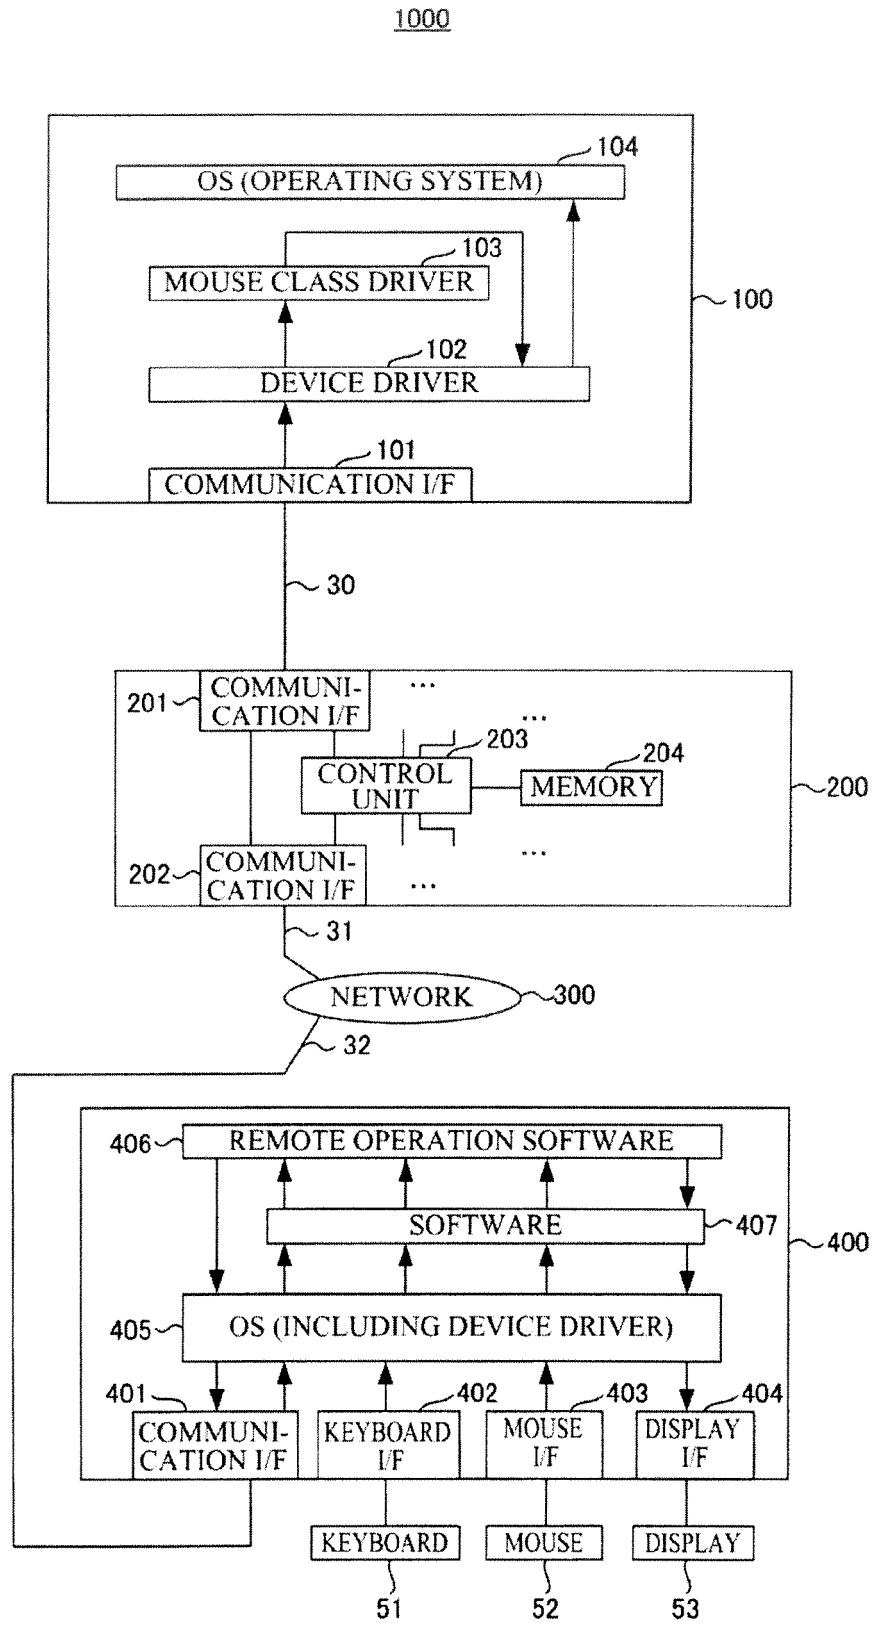 1000
104
OS (OPERATING SYSTEM)
103
MOUSE CLASS DRIVER
100
102
DEVICE DRIVER
101
COMMUNICATION I/F
30
201
COMMUNI-
CATION I/F
...
...
203
CONTROL
UNIT
204
MEMORY
200
202
COMMUNI-
CATION I/F
...
...
31
NETWORK
300
32
406
REMOTE OPERATION SOFTWARE
SOFTWARE
407
400
405
OS (INCLUDING DEVICE DRIVER)
401
COMMUNI-
CATION I/F
402
KEYBOARD
I/F
403
MOUSE
I/F
404
DISPLAY
I/F
KEYBOARD
MOUSE
DISPLAY
51
52
53